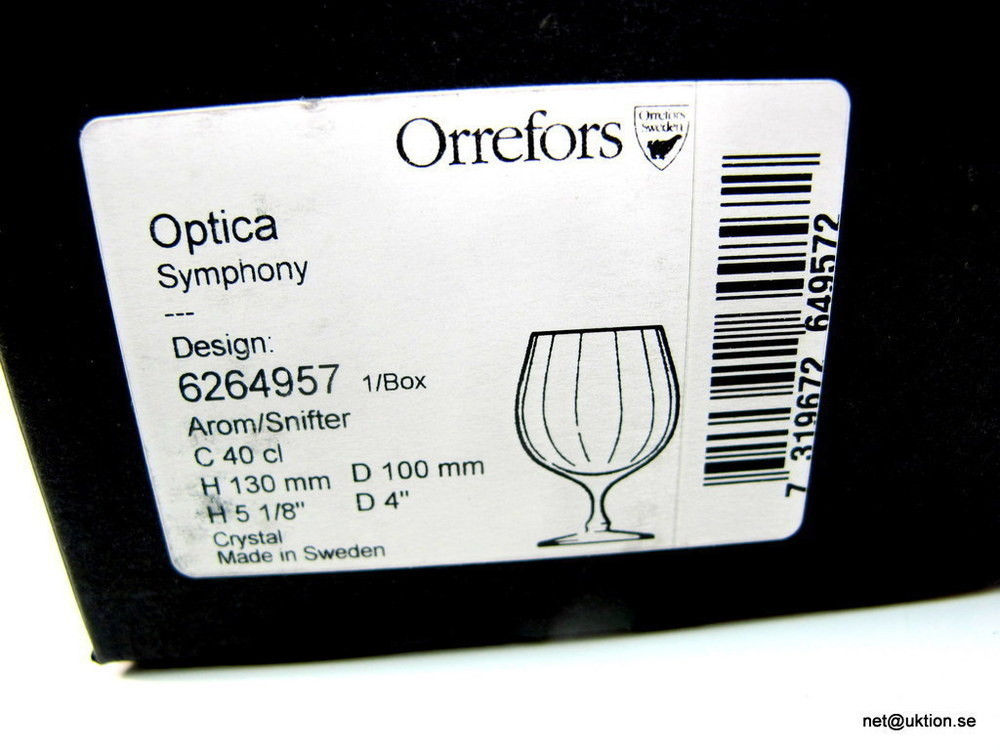 Orrefors
Orrefors
Sweden
Optica
Symphony
---
Design:
6264957 1/Box
Arom/Snifter
C 40 cl
H 130 mm D 100 mm
H 5 1/8" D 4"
Crystal
Made in Sweden
7 319672 649572
net@uktion.se